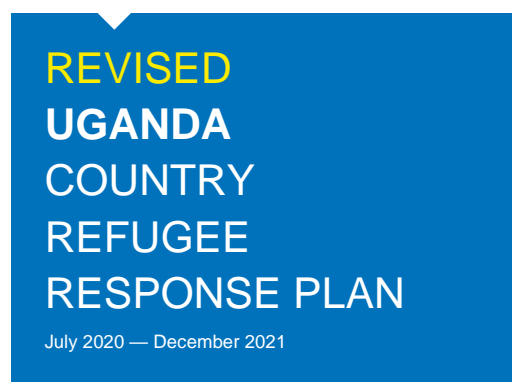 REVISED
UGANDA
COUNTRY
REFUGEE
RESPONSE PLAN
July 2020 — December 2021